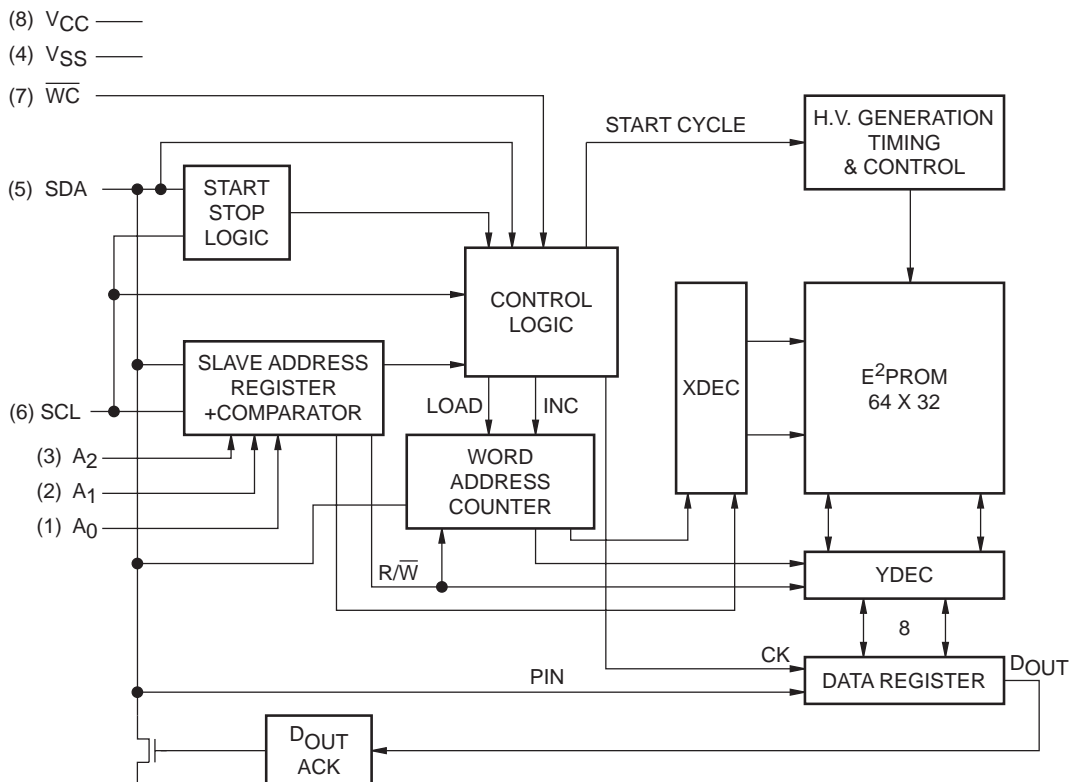 (8) VCC
(4) VSS
(7) W̅C̅
START CYCLE
H.V. GENERATION
TIMING
& CONTROL
(5) SDA
START
STOP
LOGIC
CONTROL
LOGIC
SLAVE ADDRESS
REGISTER
+COMPARATOR
(6) SCL
LOAD
INC
XDEC
E²PROM
64 X 32
(3) A2
(2) A1
(1) A0
WORD
ADDRESS
COUNTER
R/W̅
YDEC
8
CK
PIN
DATA REGISTER
DOUT
DOUT
ACK